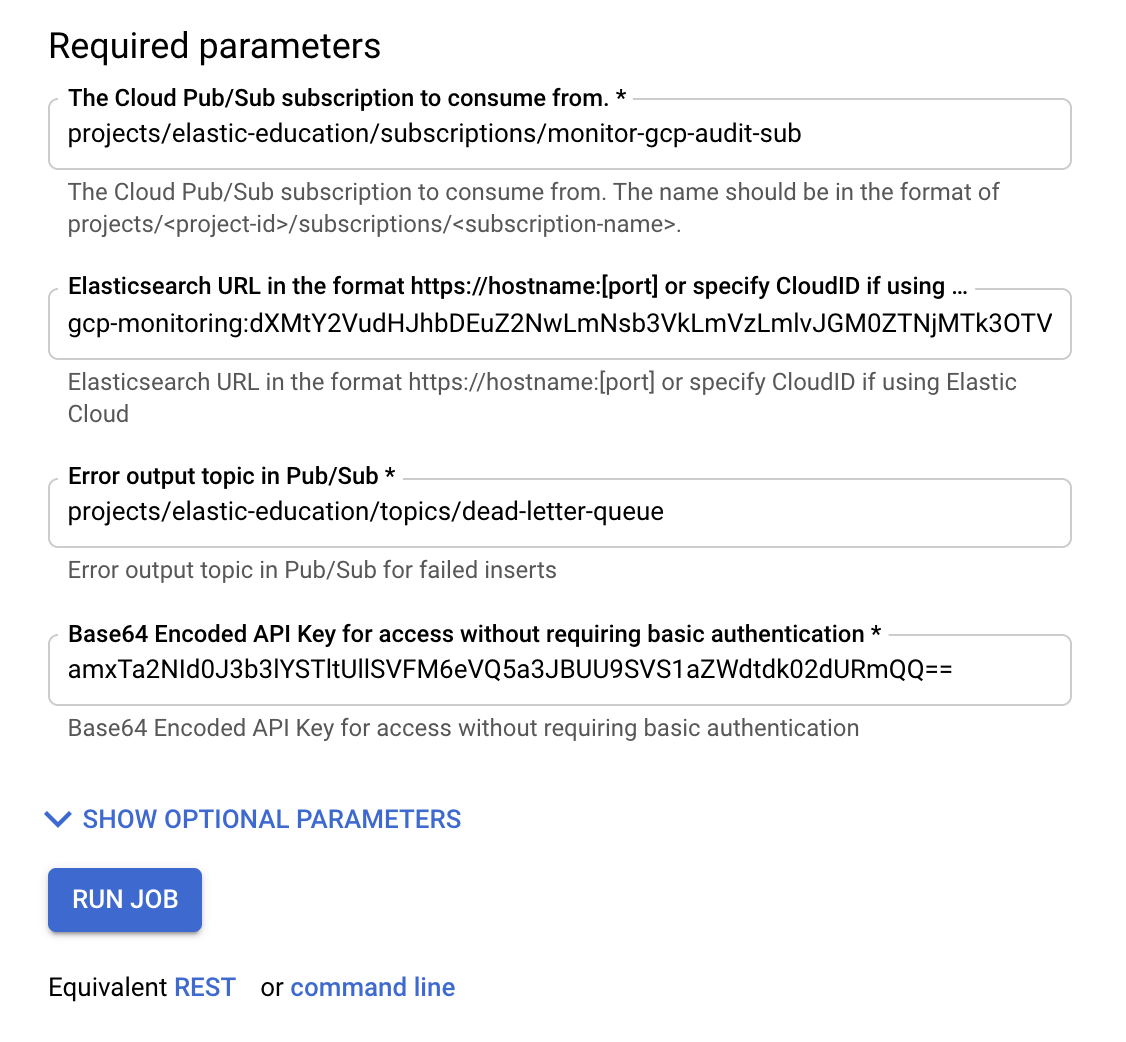 Required parameters
The Cloud Pub/Sub subscription to consume from. *
projects/elastic-education/subscriptions/monitor-gcp-audit-sub
The Cloud Pub/Sub subscription to consume from. The name should be in the format of
projects/<project-id>/subscriptions/<subscription-name>.
Elasticsearch URL in the format https://hostname:[port] or specify CloudID if using ...
gcp-monitoring:dXMtY2VudHJhbDEuZ2NwLmNsb3VkLmVzLmlvJGM0ZTNjMTk3OTV
Elasticsearch URL in the format https://hostname:[port] or specify CloudID if using Elastic
Cloud
Error output topic in Pub/Sub *
projects/elastic-education/topics/dead-letter-queue
Error output topic in Pub/Sub for failed inserts
Base64 Encoded API Key for access without requiring basic authentication *
amxTa2NId0J3b3lYSTltUllSVFM6eVQ5a3JBUU9SVS1aZWdtdk02dURmQQ==
Base64 Encoded API Key for access without requiring basic authentication
SHOW OPTIONAL PARAMETERS
RUN JOB
Equivalent REST or command line